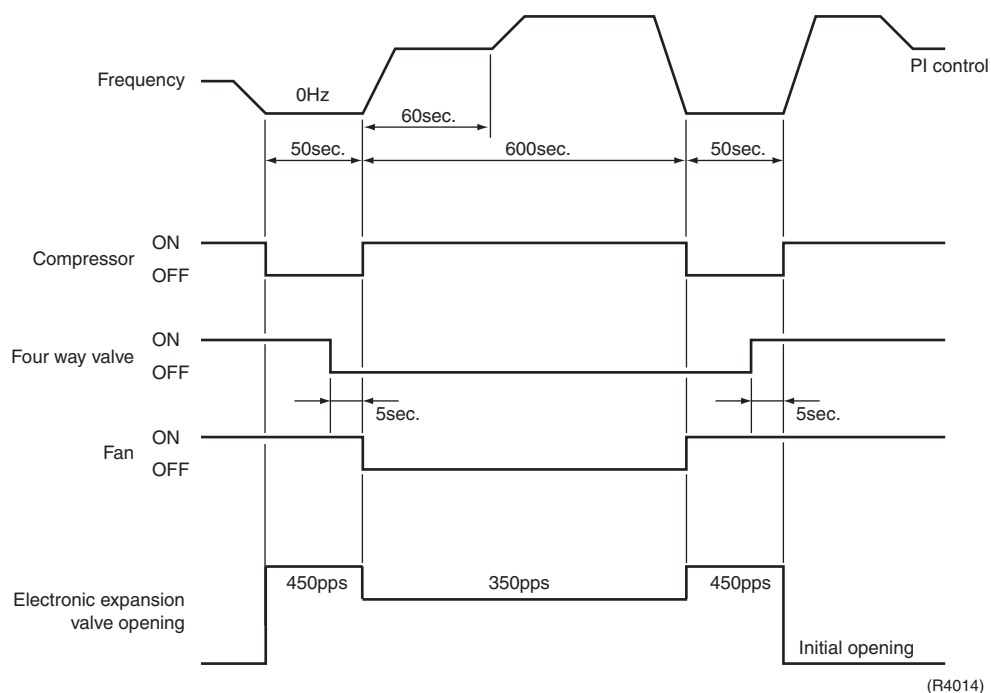 Frequency
0Hz
PI control
60sec.
50sec.
600sec.
50sec.
Compressor
ON
OFF
Four way valve
ON
OFF
5sec.
5sec.
Fan
ON
OFF
Electronic expansion
valve opening
450pps
350pps
450pps
Initial opening
(R4014)